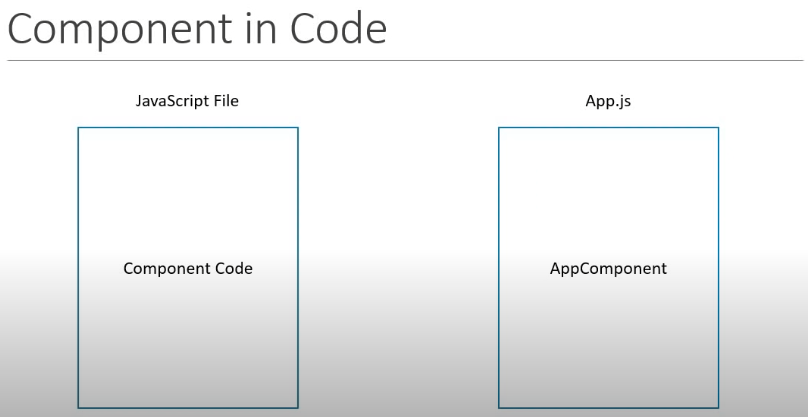 Component in Code
JavaScript File
App.js
Component Code
AppComponent